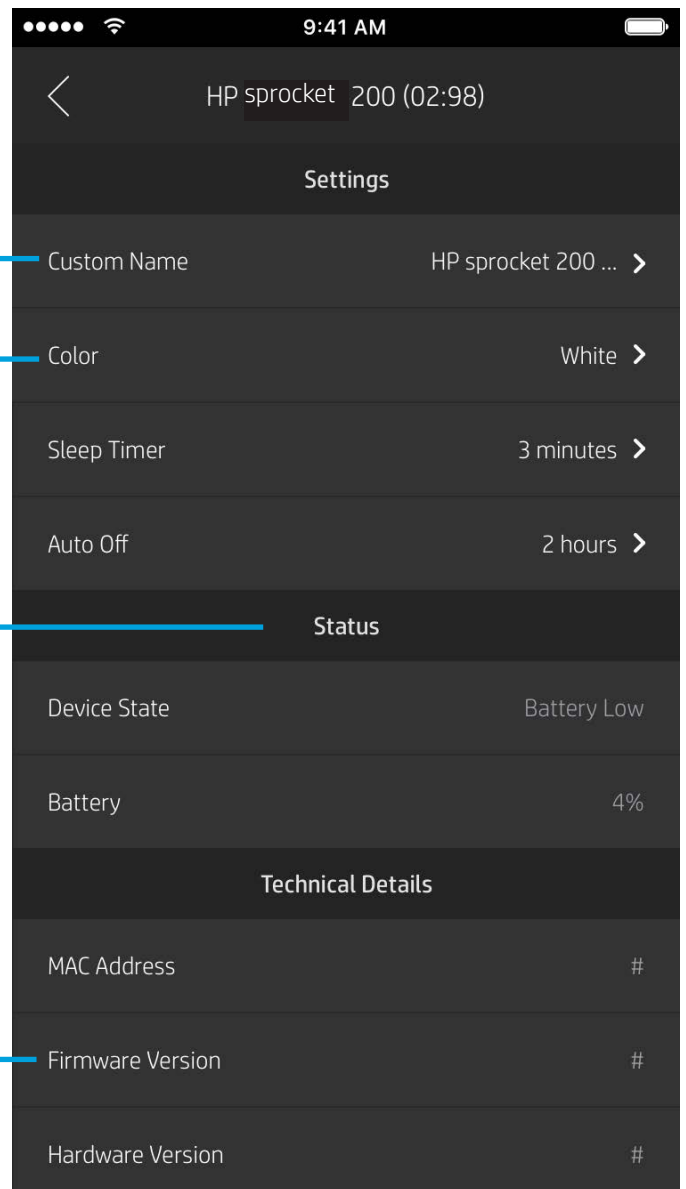 9:41 AM
HP sprocket 200 (02:98)
Settings
Custom Name HP sprocket 200 ...
Color White
Sleep Timer 3 minutes
Auto Off 2 hours
Status
Device State Battery Low
Battery 4%
Technical Details
MAC Address #
Firmware Version #
Hardware Version #